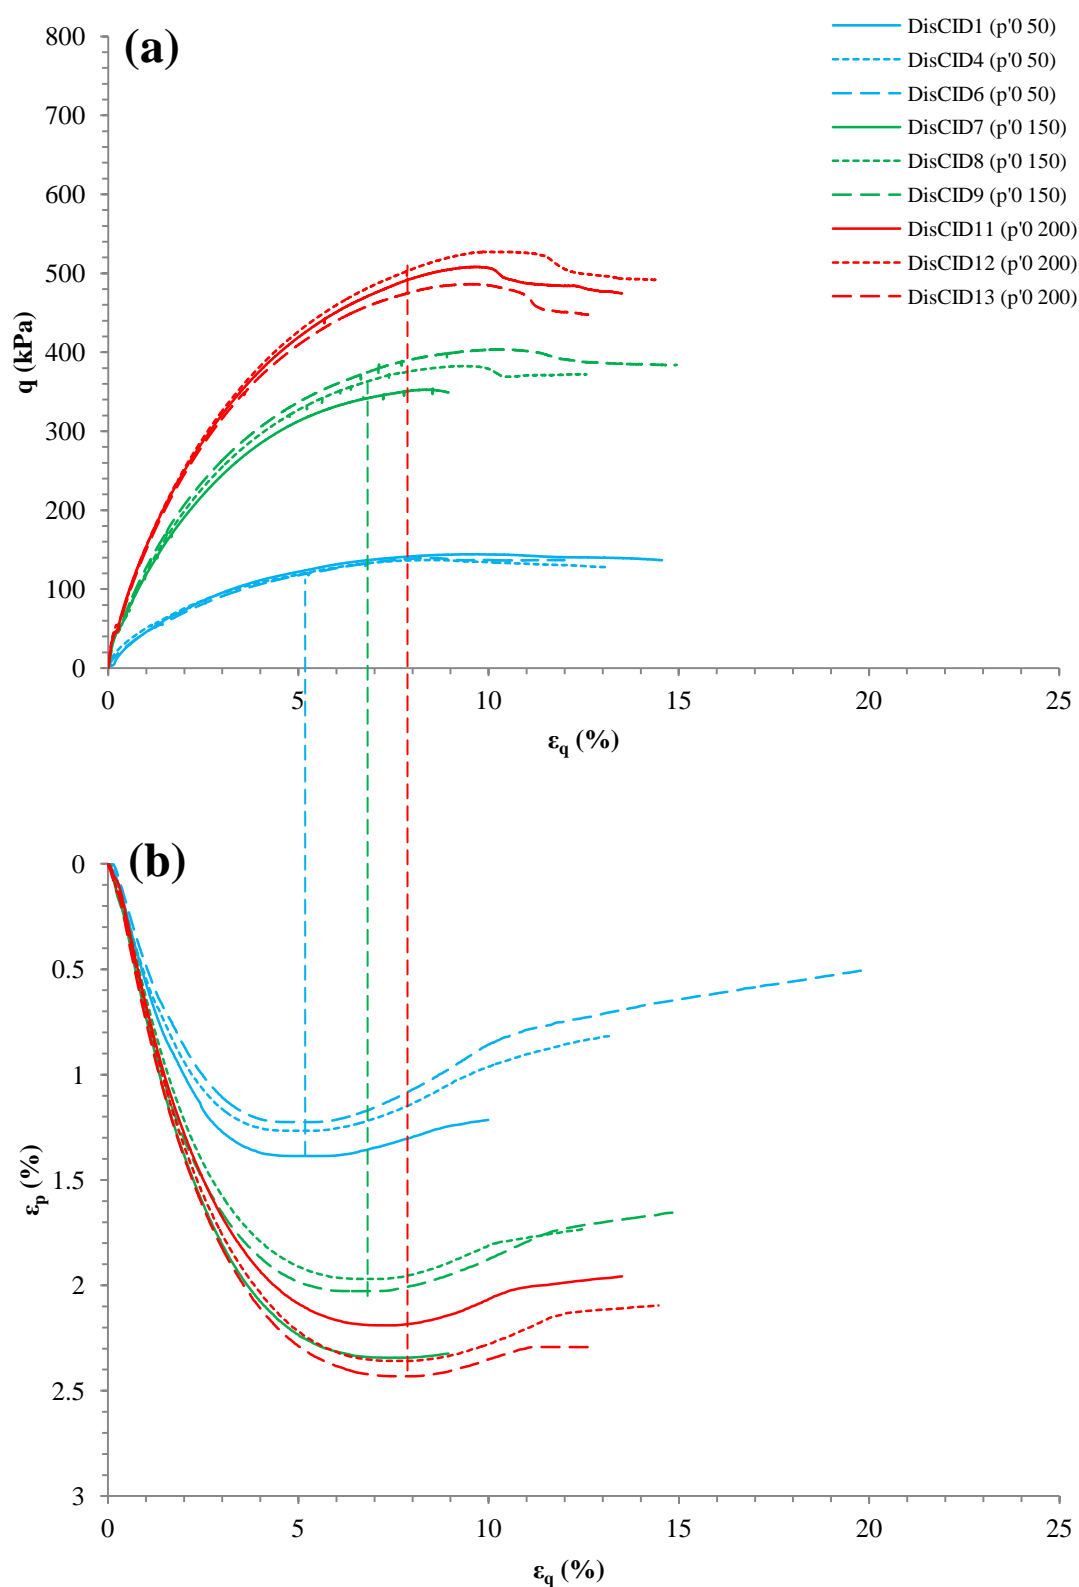 DisCID1 (p'0 50)
DisCID4 (p'0 50)
DisCID6 (p'0 50)
DisCID7 (p'0 150)
DisCID8 (p'0 150)
DisCID9 (p'0 150)
DisCID11 (p'0 200)
DisCID12 (p'0 200)
DisCID13 (p'0 200)
(a)
800
700
600
500
400
300
200
100
0
q (kPa)
0 5 10 15 20 25
εq (%)
(b)
0
0.5
1
1.5
2
2.5
3
εp (%)
0 5 10 15 20 25
εq (%)